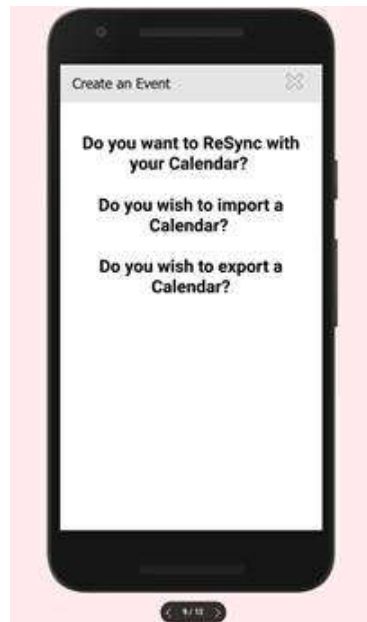 Create an Event
Do you want to ReSync with
your Calendar?
Do you wish to import a
Calendar?
Do you wish to export a
Calendar?